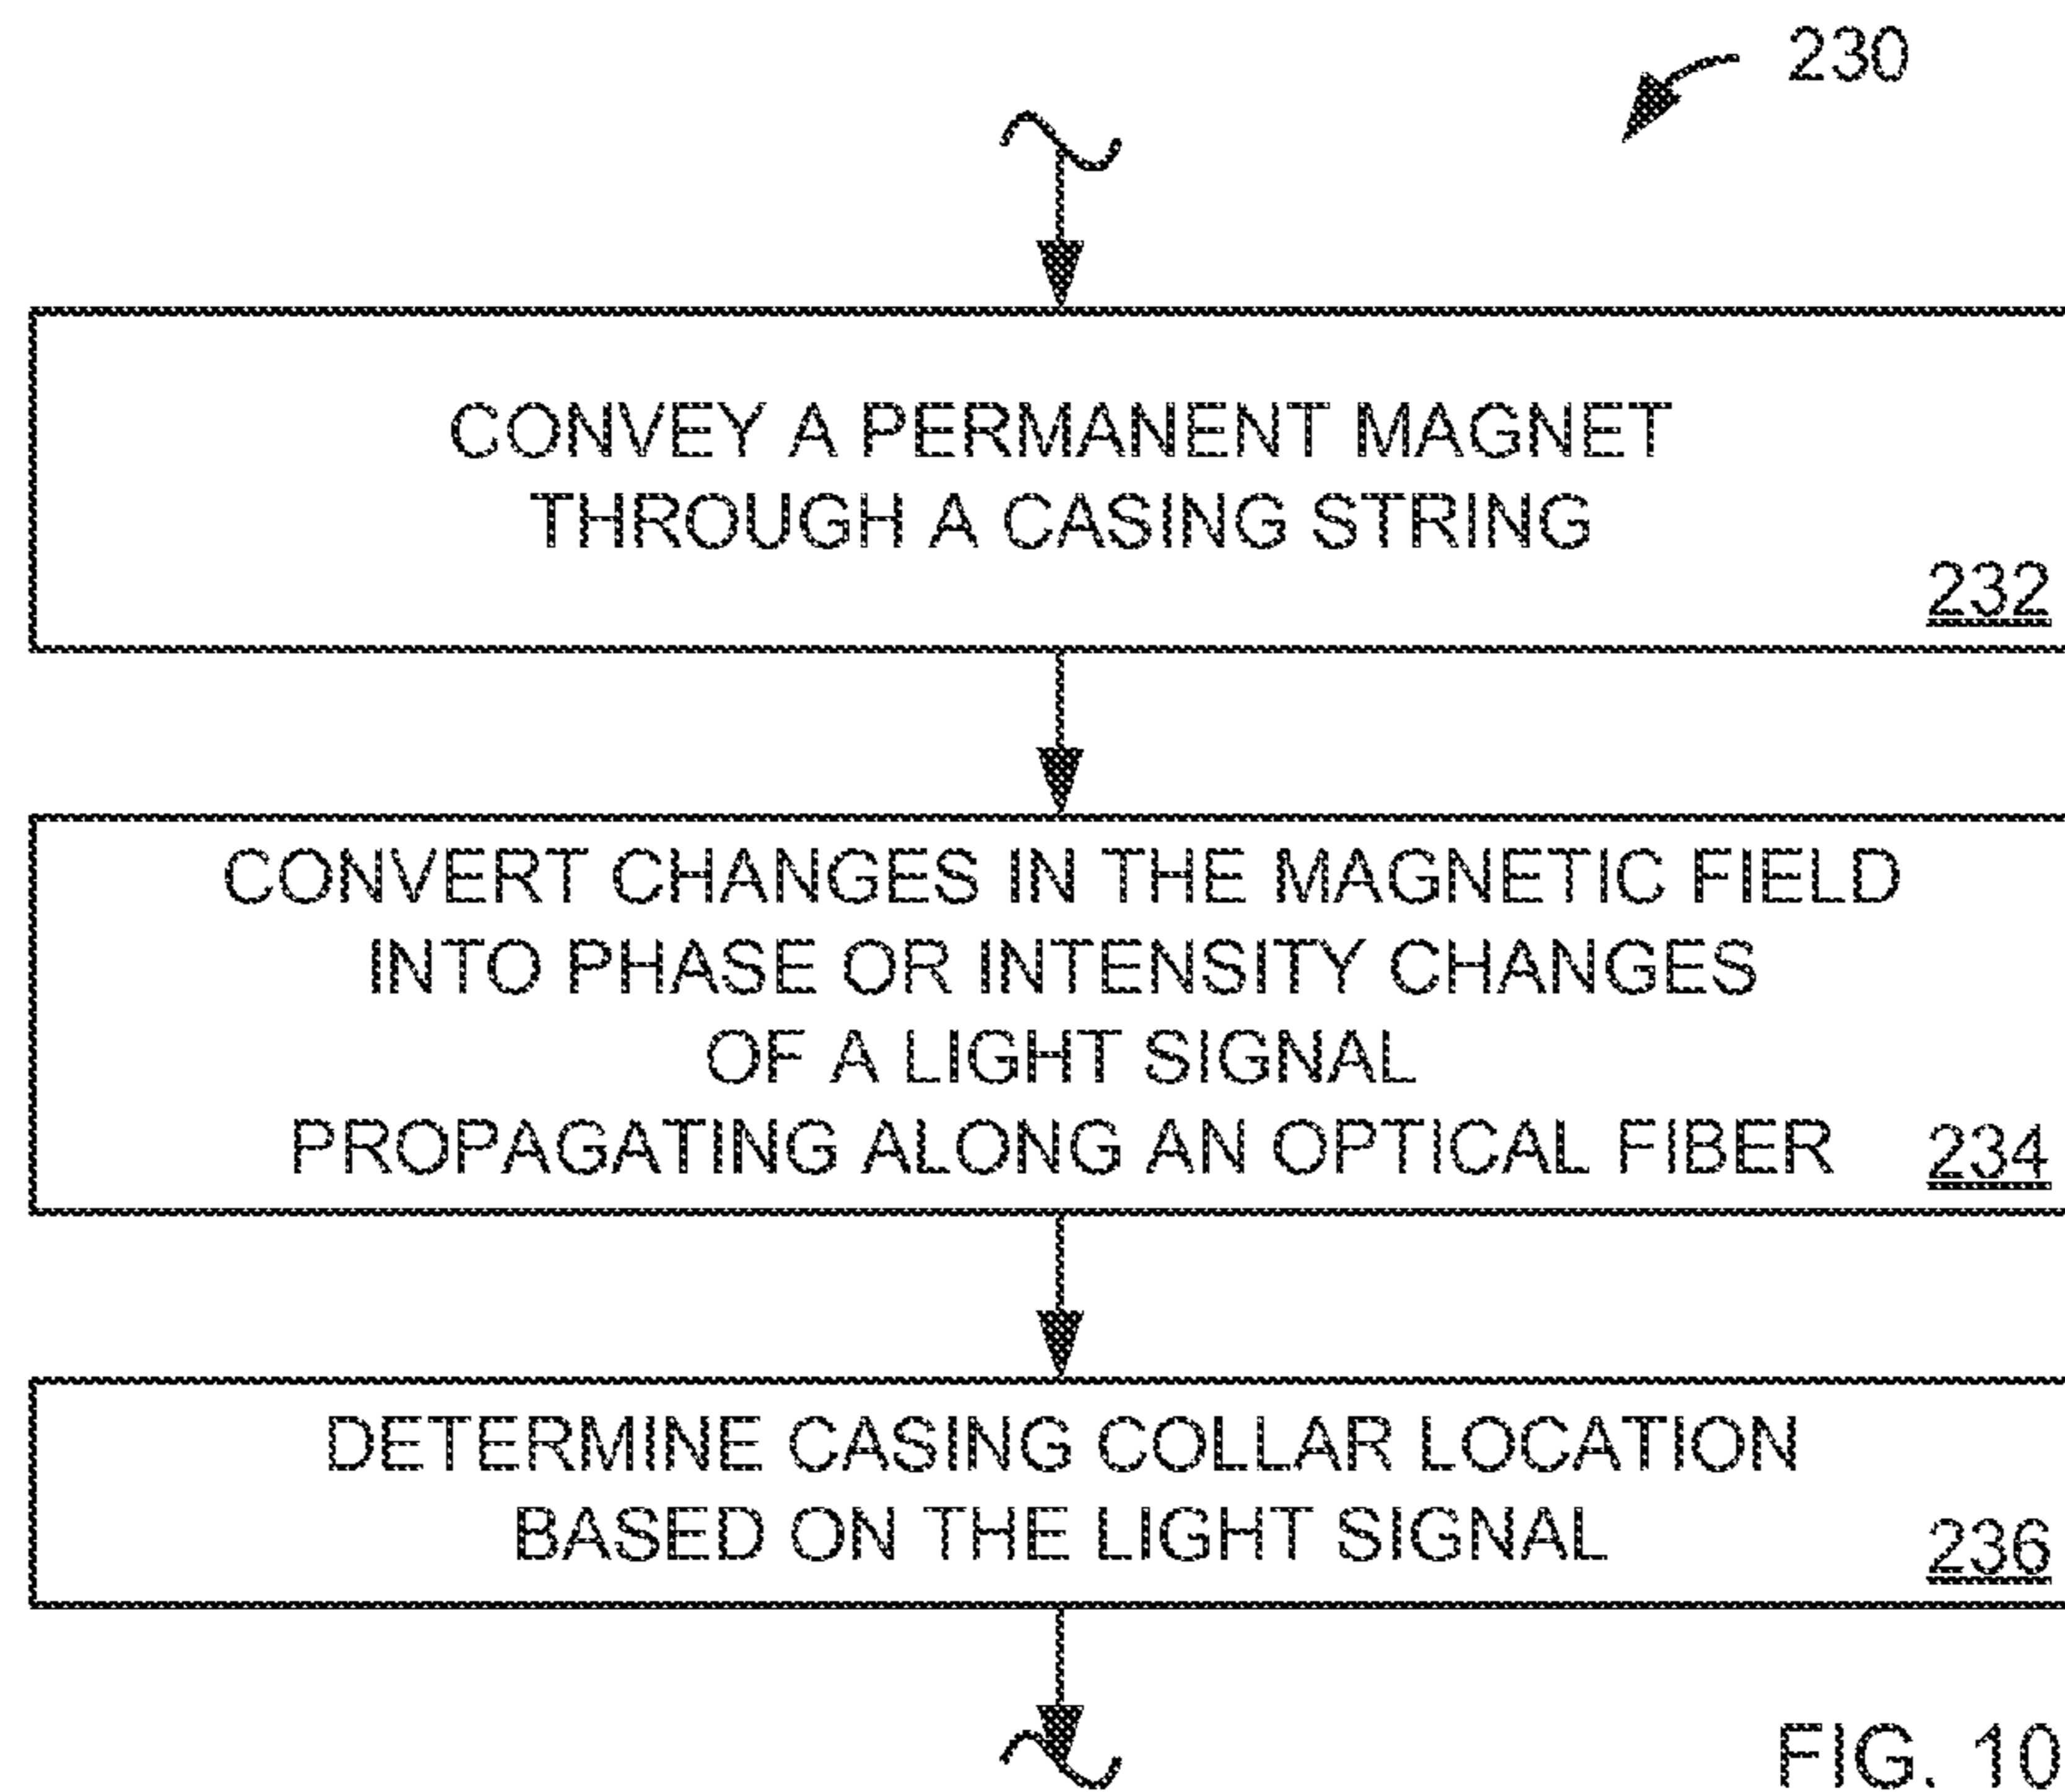 230
CONVEY A PERMANENT MAGNET
THROUGH A CASING STRING
232
CONVERT CHANGES IN THE MAGNETIC FIELD
INTO PHASE OR INTENSITY CHANGES
OF A LIGHT SIGNAL
PROPAGATING ALONG AN OPTICAL FIBER
234
DETERMINE CASING COLLAR LOCATION
BASED ON THE LIGHT SIGNAL
236
FIG. 10